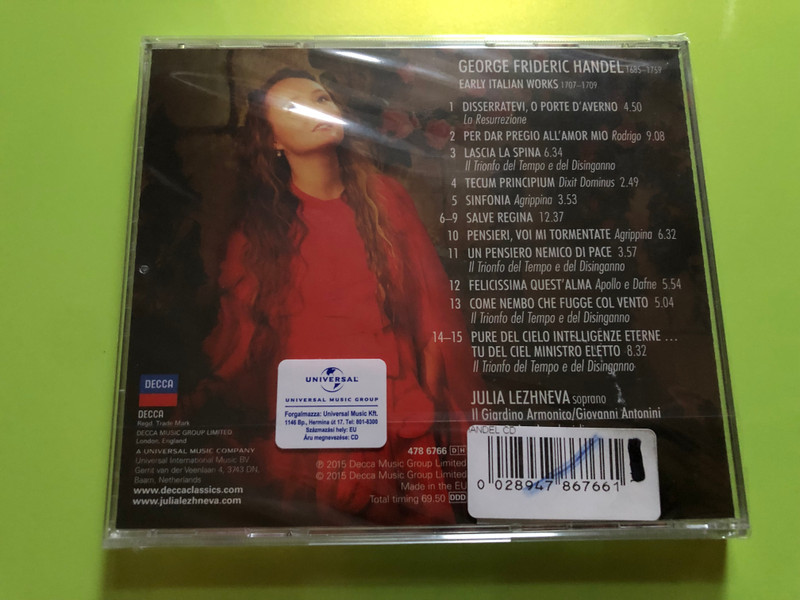 GEORGE FRIDERIC HANDEL 1685–1759
EARLY ITALIAN WORKS 1707–1709
1 DISSERRATEVI, O PORTE D'AVERNO 4.50
La Resurrezione
2 PER DAR PREGIO ALL'AMOR MIO Rodrigo 9.08
3 LASCIA LA SPINA 6.34
Il Trionfo del Tempo e del Disinganno
4 TECUM PRINCIPIUM Dixit Dominus 2.49
5 SINFONIA Agrippina 3.53
6–9 SALVE REGINA 12.37
10 PENSIERI, VOI MI TORMENTATE Agrippina 6.32
11 UN PENSIERO NEMICO DI PACE 3.57
Il Trionfo del Tempo e del Disinganno
12 FELICISSIMA QUEST'ALMA Apollo e Dafne 5.54
13 COME NEMBO CHE FUGGE COL VENTO 5.04
Il Trionfo del Tempo e del Disinganno
14–15 PURE DEL CIELO INTELLIGENZE ETERNE ...
TU DEL CIEL MINISTRO ELETTO 8.32
Il Trionfo del Tempo e del Disinganno
JULIA LEZHNEVA soprano
Il Giardino Armonico/Giovanni Antonini
DECCA
DECCA
Regd. Trade Mark
DECCA MUSIC GROUP LIMITED
London, England
A UNIVERSAL MUSIC COMPANY
Universal International Music BV
Gerrit van der Veenlaan 4, 3743 DN,
Baarn, Netherlands
www.deccaclassics.com
www.julialezhneva.com
UNIVERSAL
UNIVERSAL MUSIC GROUP
Forgalmazza: Universal Music Kft.
1146 Bp., Hermina út 17. Tel: 801-6300
Származási hely: EU
Áru megnevezése: CD
478 6766 DH
℗ 2015 Decca Music Group Limited
© 2015 Decca Music Group Limited
Made in the EU
Total timing 69.50 DDD
ANDEL CD
0 028947 867661